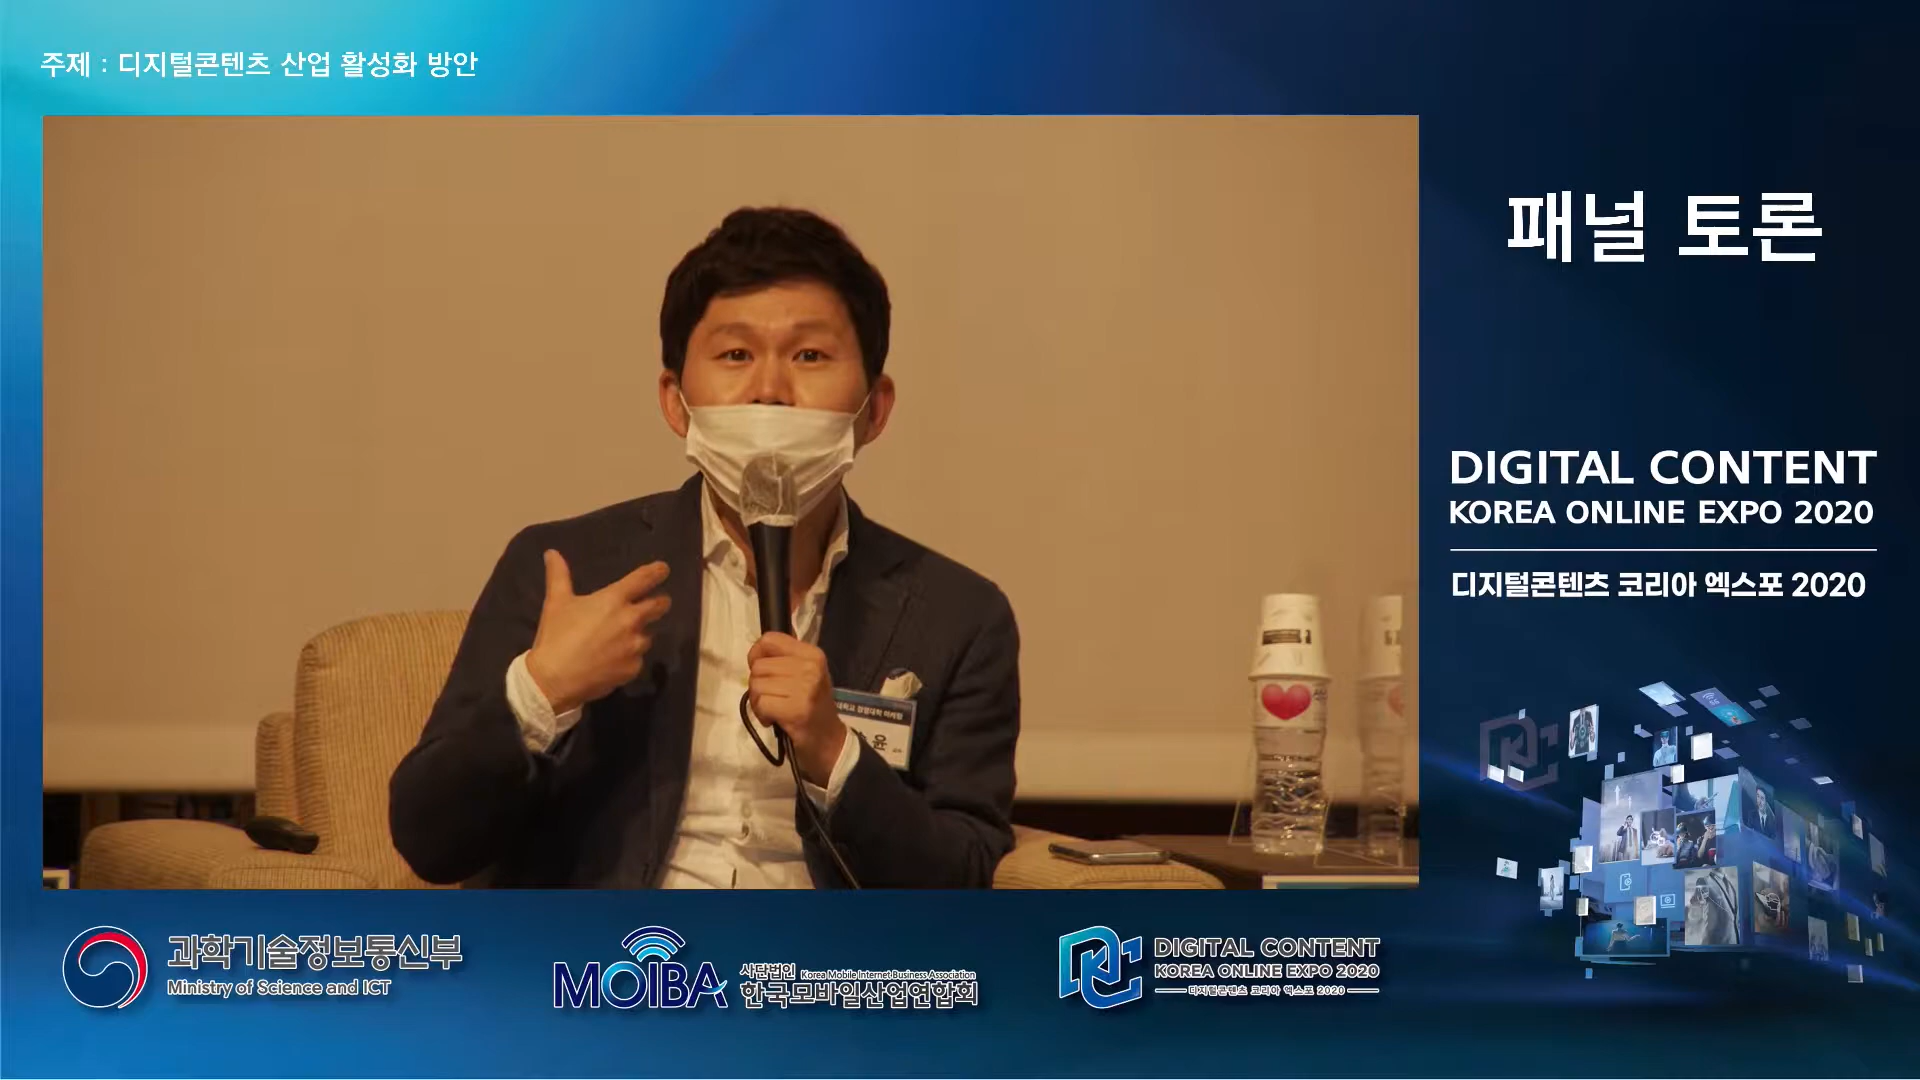 주제 : 디지털콘텐츠 산업 활성화 방안
패널 토론
DIGITAL CONTENT
KOREA ONLINE EXPO 2020
디지털콘텐츠 코리아 엑스포 2020
윤
과학기술정보통신부
Ministry of Science and ICT
MOIBA
사단법인 Korea Mobile Internet Business Association
한국모바일산업연합회
DIGITAL CONTENT
KOREA ONLINE EXPO 2020
디지털콘텐츠 코리아 엑스포 2020